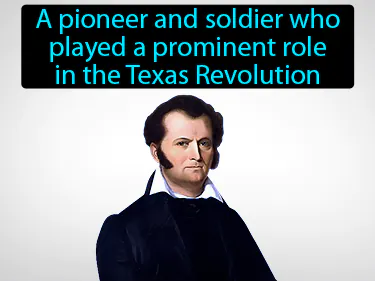 A pioneer and soldier who
played a prominent role
in the Texas Revolution